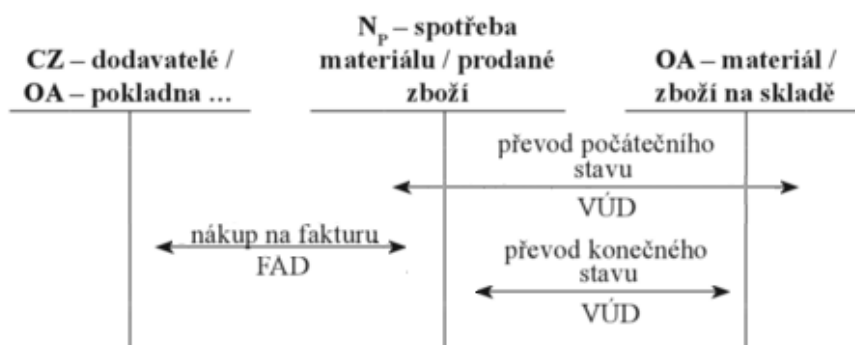 CZ – dodavatelé /
OA – pokladna ...
N_P – spotřeba
materiálu / prodané
zboží
OA – materiál /
zboží na skladě
převod počátečního
stavu
VÚD
nákup na fakturu
FAD
převod konečného
stavu
VÚD